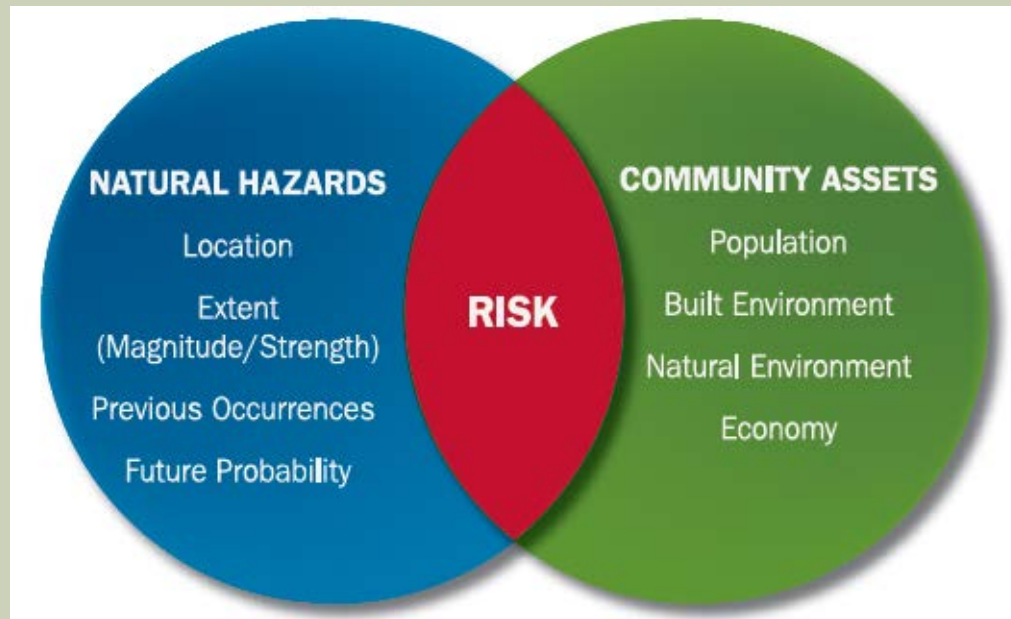 NATURAL HAZARDS
Location
Extent
(Magnitude/Strength)
Previous Occurrences
Future Probability
RISK
COMMUNITY ASSETS
Population
Built Environment
Natural Environment
Economy